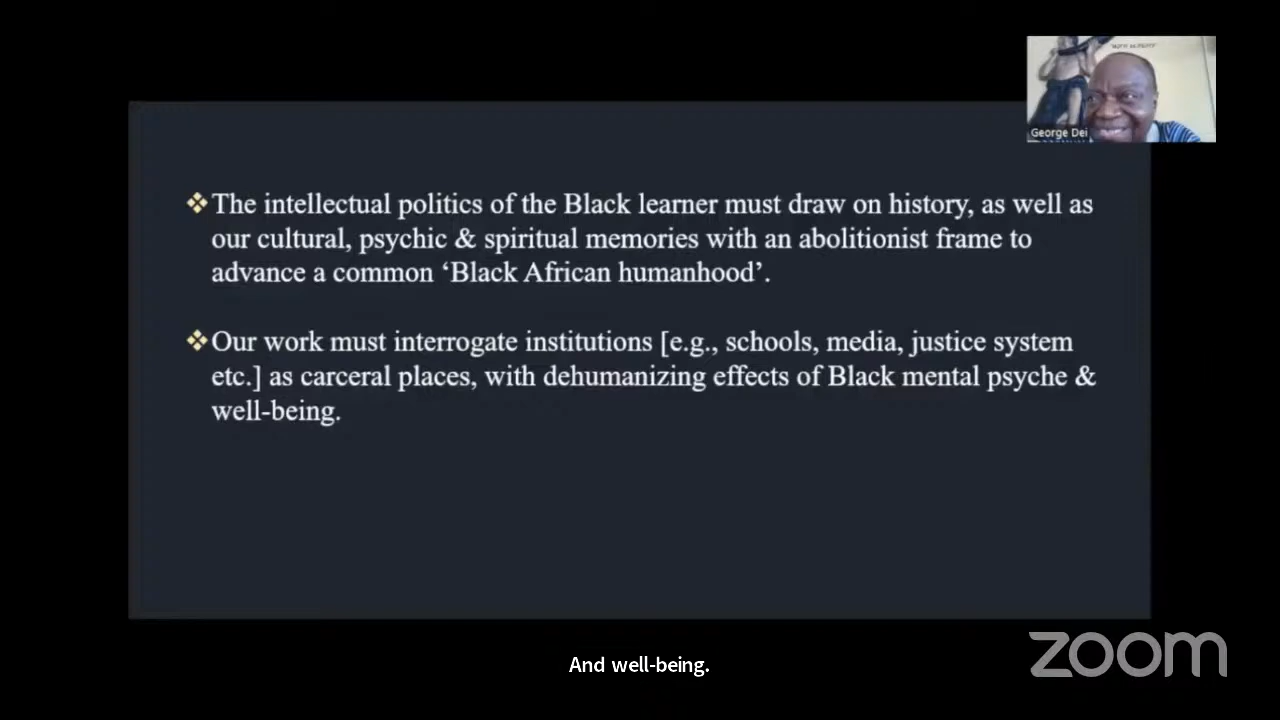 George Dei
❖The intellectual politics of the Black learner must draw on history, as well as
our cultural, psychic & spiritual memories with an abolitionist frame to
advance a common ‘Black African humanhood’.
❖Our work must interrogate institutions [e.g., schools, media, justice system
etc.] as carceral places, with dehumanizing effects of Black mental psyche &
well-being.
And well-being.
zoom